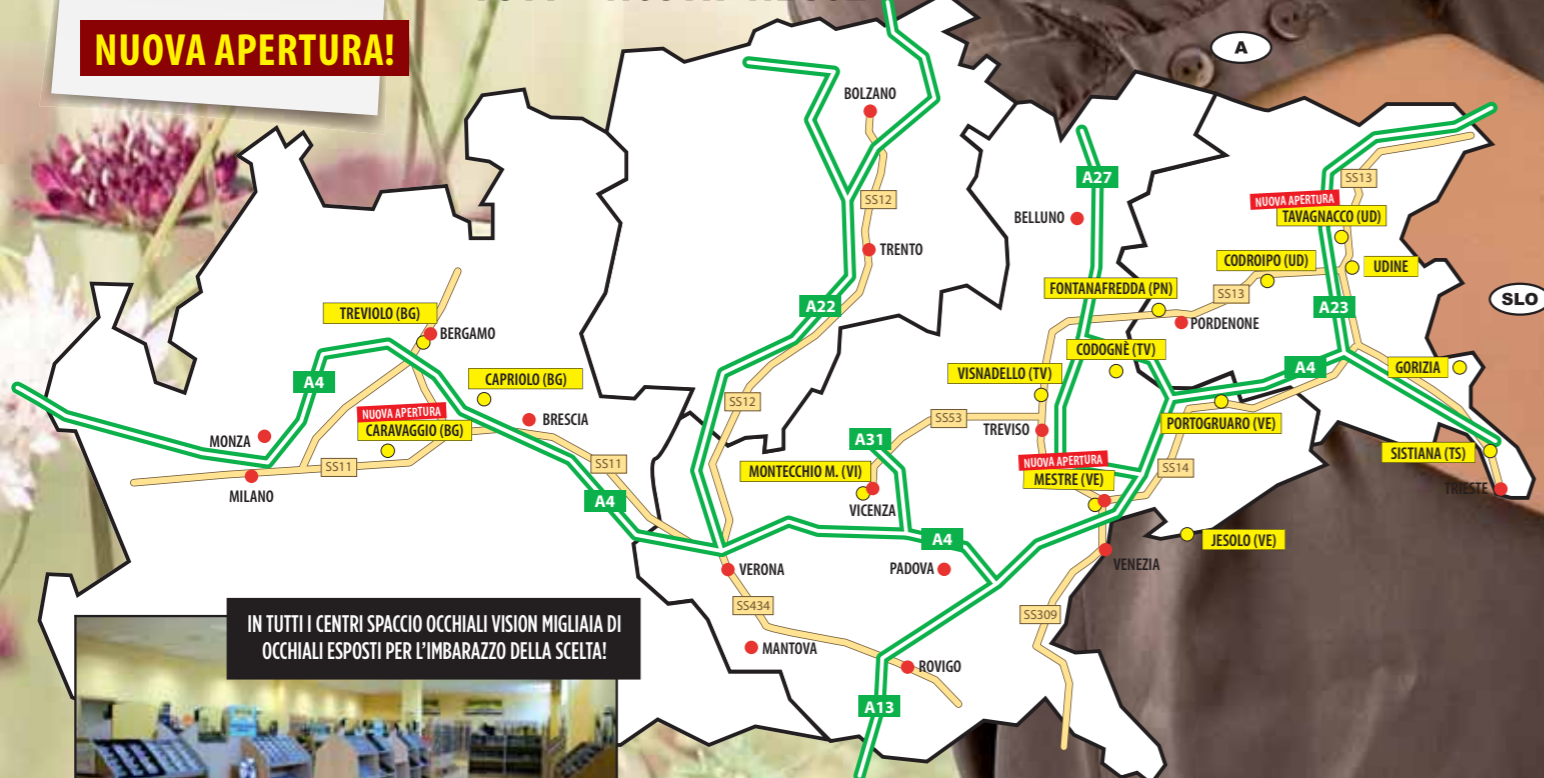 NUOVA APERTURA!
A
BOLZANO
A27
SS13
NUOVA APERTURA
TAVAGNACCO (UD)
SS12
BELLUNO
TRENTO
CODROIPO (UD)
UDINE
FONTANAFREDDA (PN)
SS13
SLO
A22
A23
TREVIOLO (BG)
BERGAMO
PORDENONE
CODOGNÈ (TV)
A4
GORIZIA
VISNADELLO (TV)
A4
CAPRIOLO (BG)
SS12
NUOVA APERTURA
CARAVAGGIO (BG)
BRESCIA
SS53
TREVISO
PORTOGRUARO (VE)
MONZA
A31
SISTIANA (TS)
SS11
SS11
MONTECCHIO M. (VI)
NUOVA APERTURA
MESTRE (VE)
SS14
MILANO
TRIESTE
A4
VICENZA
A4
JESOLO (VE)
VERONA
PADOVA
VENEZIA
SS434
SS309
IN TUTTI I CENTRI SPACCIO OCCHIALI VISION MIGLIAIA DI
OCCHIALI ESPOSTI PER L'IMBARAZZO DELLA SCELTA!
MANTOVA
ROVIGO
A13